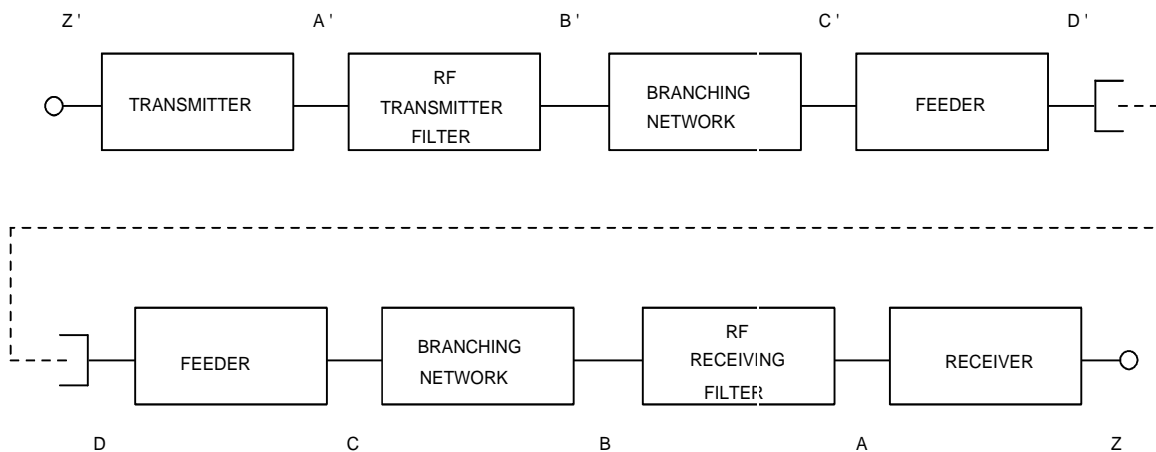 Z' A' B' C' D'
TRANSMITTER
RF
TRANSMITTER
FILTER
BRANCHING
NETWORK
FEEDER
FEEDER
BRANCHING
NETWORK
RF
RECEIVING
FILTER
RECEIVER
D C B A Z